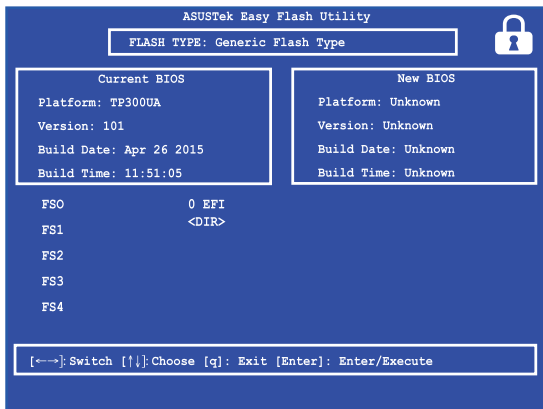 ASUSTek Easy Flash Utility
FLASH TYPE: Generic Flash Type
Current BIOS
Platform: TP300UA
Version: 101
Build Date: Apr 26 2015
Build Time: 11:51:05
New BIOS
Platform: Unknown
Version: Unknown
Build Date: Unknown
Build Time: Unknown
FSO
FS1
FS2
FS3
FS4
0 EFI
<DIR>
[←→]: Switch [↑↓]: Choose [q]: Exit [Enter]: Enter/Execute